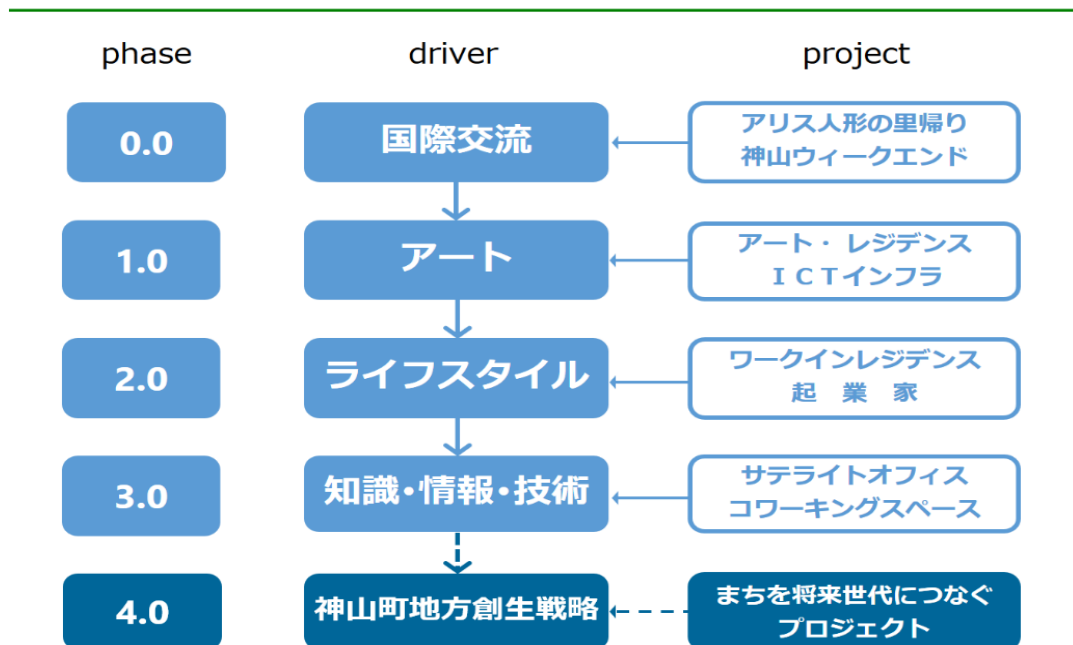 phase driver project
0.0 国際交流 アリス人形の里帰り
神山ウィークエンド
1.0 アート アート・ レジデンス
ＩＣＴインフラ
2.0 ライフスタイル ワークインレジデンス
起　業　家
3.0 知識・情報・技術 サテライトオフィス
コワーキングスペース
4.0 神山町地方創生戦略 まちを将来世代につなぐ
プロジェクト